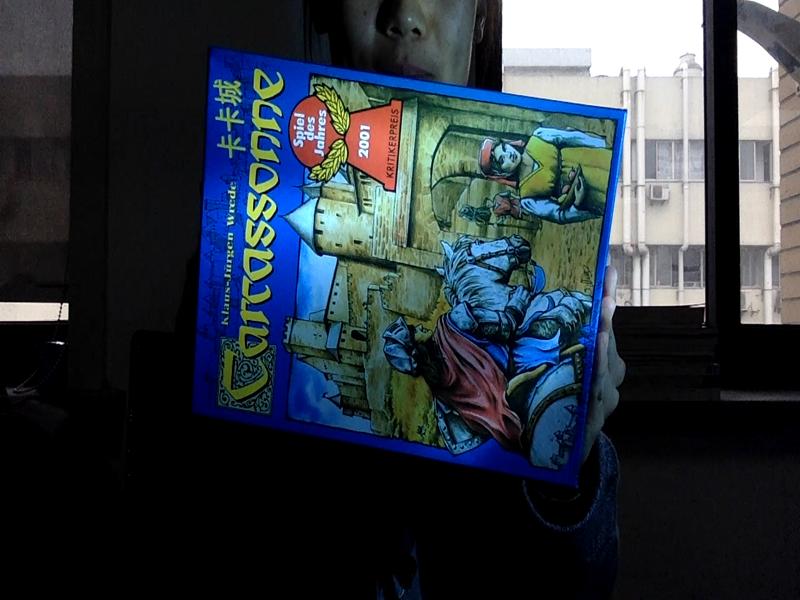 卡卡城
Klaus-Jürgen Wrede
Carcassonne
Spiel
des
Jahres
2001
KRITIKERPREIS